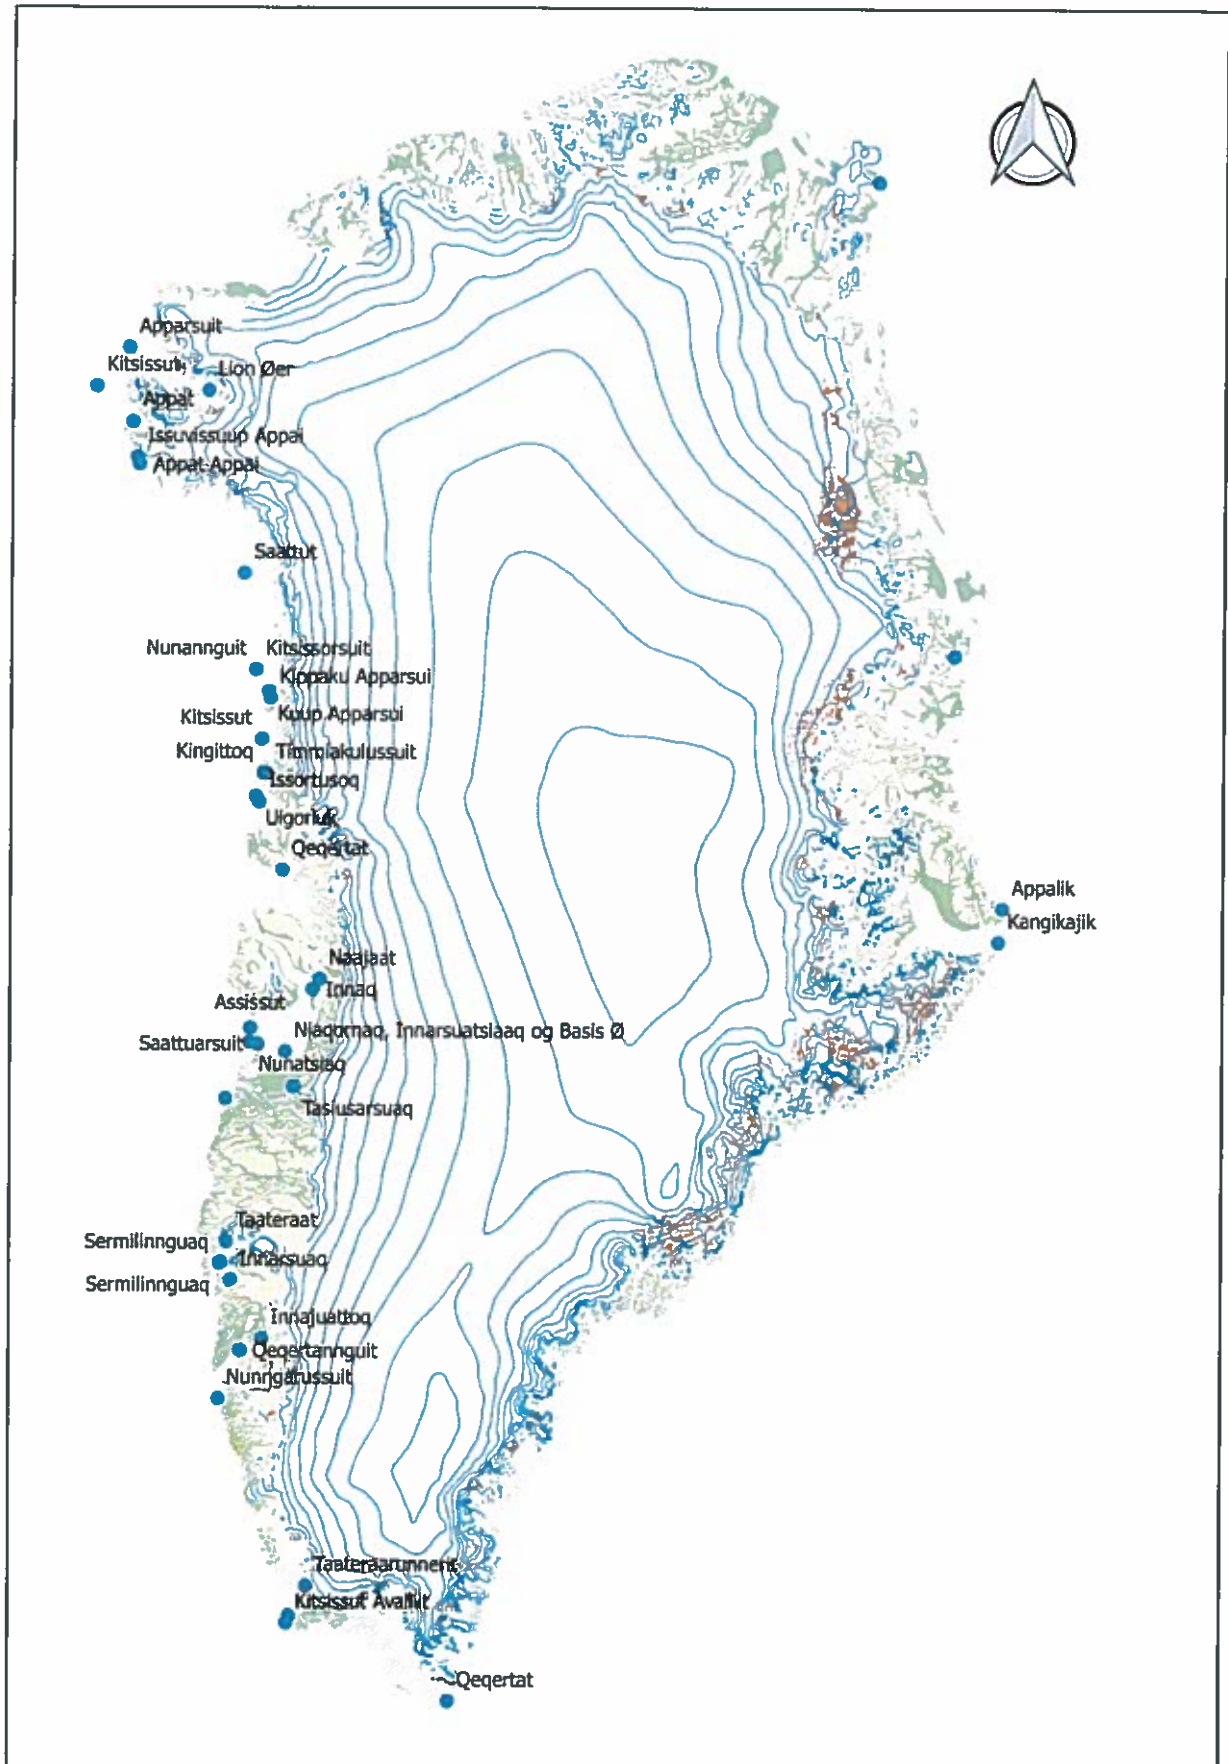 Apparsuit
Kitsissut,
Lion Øer
Appat
Issuvissuup Appai
Appat Appai
Saattut
Nunannguit
Kitsissorsuit
Kippaku Apparsui
Kitsissut
Kuup Apparsui
Kingittoq
Timmiakulussuit
Issortusoq
Uigorluk
Qeqertat
Appalik
Kangikajik
Naajaat
Innaq
Assissut
Niaqornaq, Innarsuatsiaaq og Basis Ø
Saattuarsuit
Nunatsiaq
Tasiusarsuaq
Taateraat
Sermilinnguaq
Innarsuaq
Sermilinnguaq
Innajuattoq
Qeqertannguit
Nunngarussuit
Kitsissut Avalliit
Qeqertat